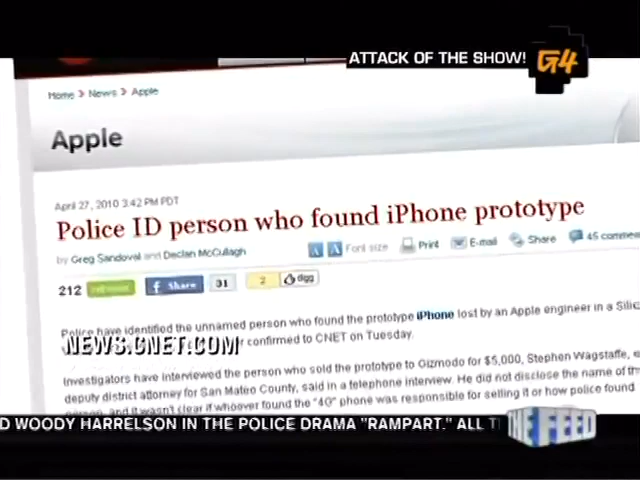 ATTACK OF THE SHOW! G4
Home > News > Apple
Apple
April 27, 2010 3:42 PM PDT
Police ID person who found iPhone prototype
by Greg Sandoval and Declan McCullagh
Font size Print E-mail Share 45 comme
212 Share 31 2 digg
Police have identified the unnamed person who found the prototype iPhone lost by an Apple engineer in a Silic
NEWS.CNET.COM
r confirmed to CNET on Tuesday.
Investigators have interviewed the person who sold the prototype to Gizmodo for $5,000, Stephen Wagstaffe,
deputy district attorney for San Mateo County, said in a telephone interview. He did not disclose the name of th
person, and it wasn't clear if whoever found the "4G" phone was responsible for selling it or how police found
D WOODY HARRELSON IN THE POLICE DRAMA "RAMPART." ALL T
THE FEED